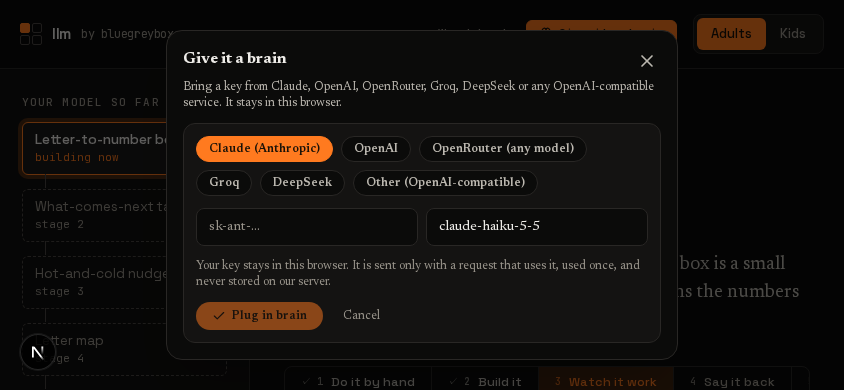 llm by bluegreybox
Adults Kids
YOUR MODEL SO FAR
Letter-to-number
building now
What-comes-next
stage 2
Hot-and-cold nudge
stage 3
map
stage 4
Give it a brain
Bring a key from Claude, OpenAI, OpenRouter, Groq, DeepSeek or any OpenAI-compatible
service. It stays in this browser.
Claude (Anthropic) OpenAI OpenRouter (any model)
Groq DeepSeek Other (OpenAI-compatible)
sk-ant-... claude-haiku-5-5
Your key stays in this browser. It is sent only with a request that uses it, used once, and
never stored on our server.
Plug in brain Cancel
box is a small
the numbers
N
1 Do it by hand 2 Build it 3 Watch it work 4 Say it back